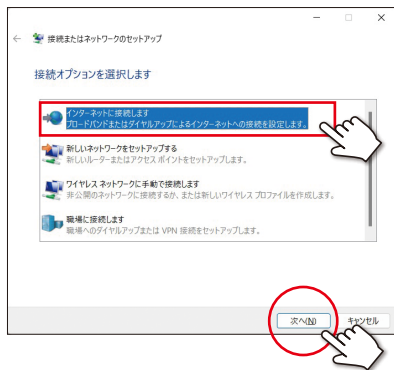 接続またはネットワークのセットアップ
接続オプションを選択します
インターネットに接続します
ブロードバンドまたはダイヤルアップによるインターネットへの接続を設定します。
新しいネットワークをセットアップする
新しいルーターまたはアクセス ポイントをセットアップします。
ワイヤレス ネットワークに手動で接続します
非公開のネットワークに接続するか、または新しいワイヤレス プロファイルを作成します。
職場に接続します
職場へのダイヤルアップまたは VPN 接続をセットアップします。
次へ(N)
キャンセル